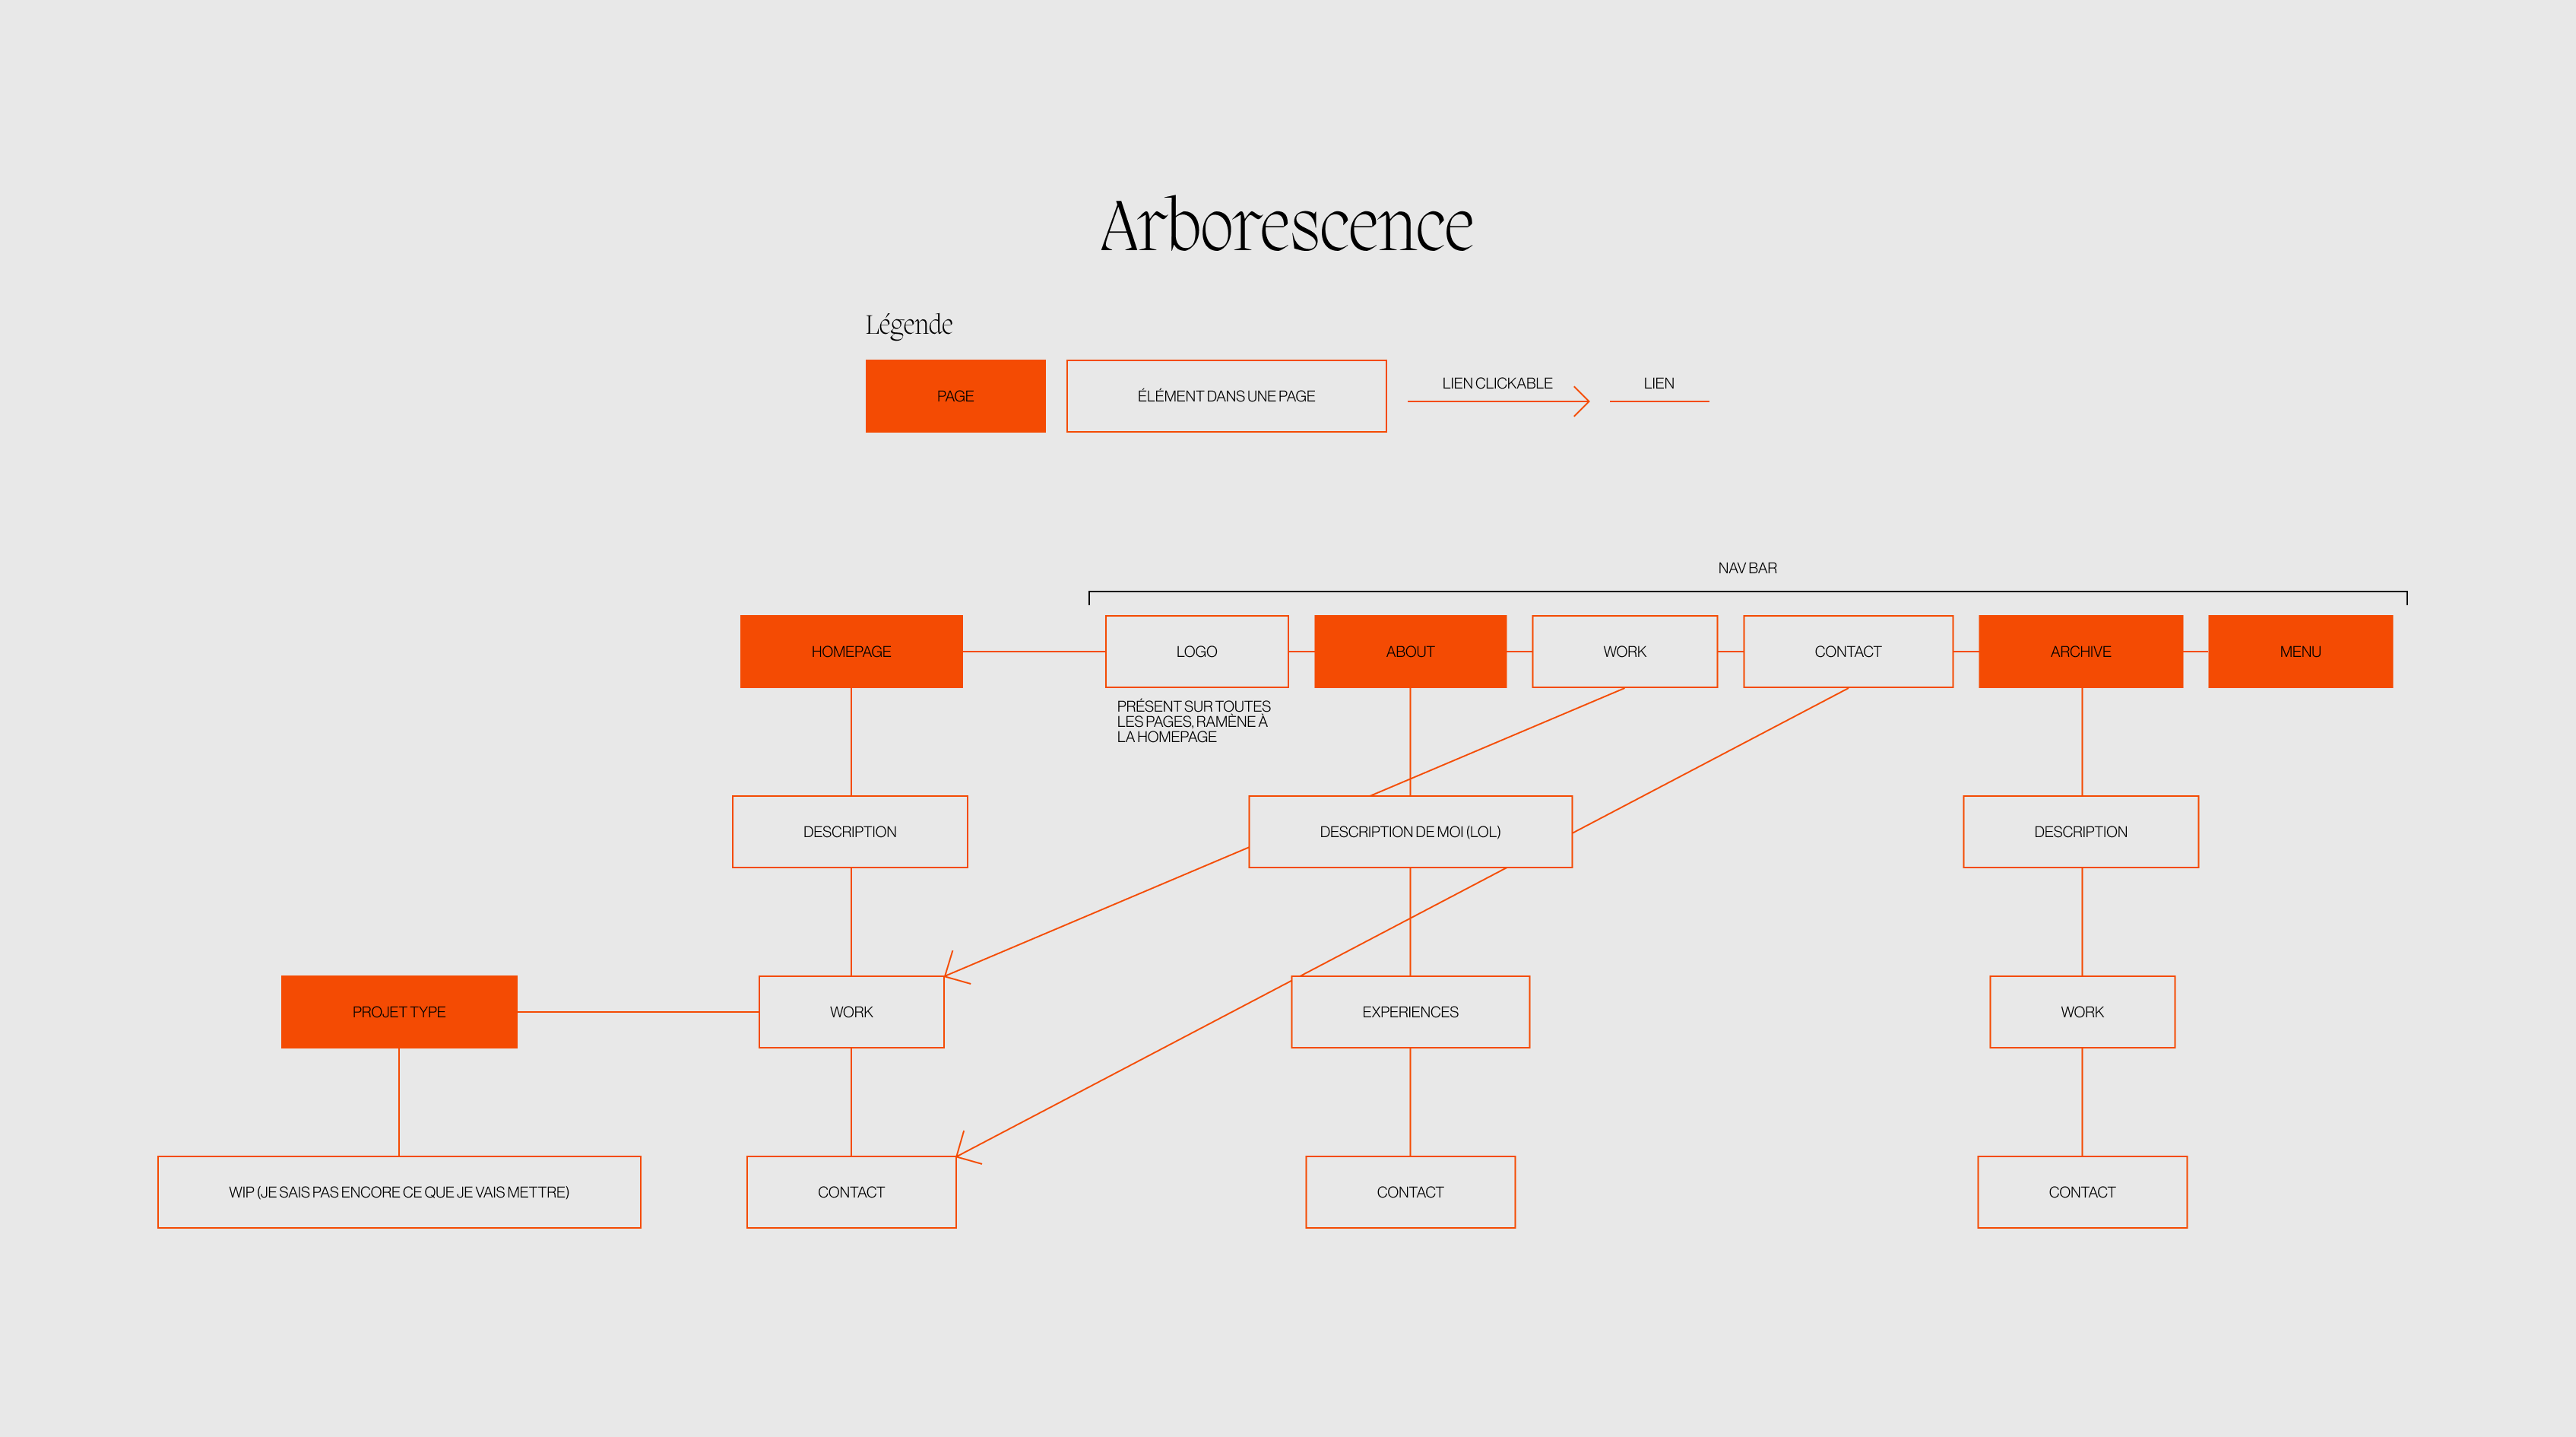 Arborescence
Légende
PAGE
ÉLÉMENT DANS UNE PAGE
LIEN CLICKABLE
LIEN
NAV BAR
HOMEPAGE
LOGO
ABOUT
WORK
CONTACT
ARCHIVE
MENU
PRÉSENT SUR TOUTES
LES PAGES, RAMÈNE À
LA HOMEPAGE
DESCRIPTION
DESCRIPTION DE MOI (LOL)
DESCRIPTION
PROJET TYPE
WORK
EXPERIENCES
WORK
WIP (JE SAIS PAS ENCORE CE QUE JE VAIS METTRE)
CONTACT
CONTACT
CONTACT